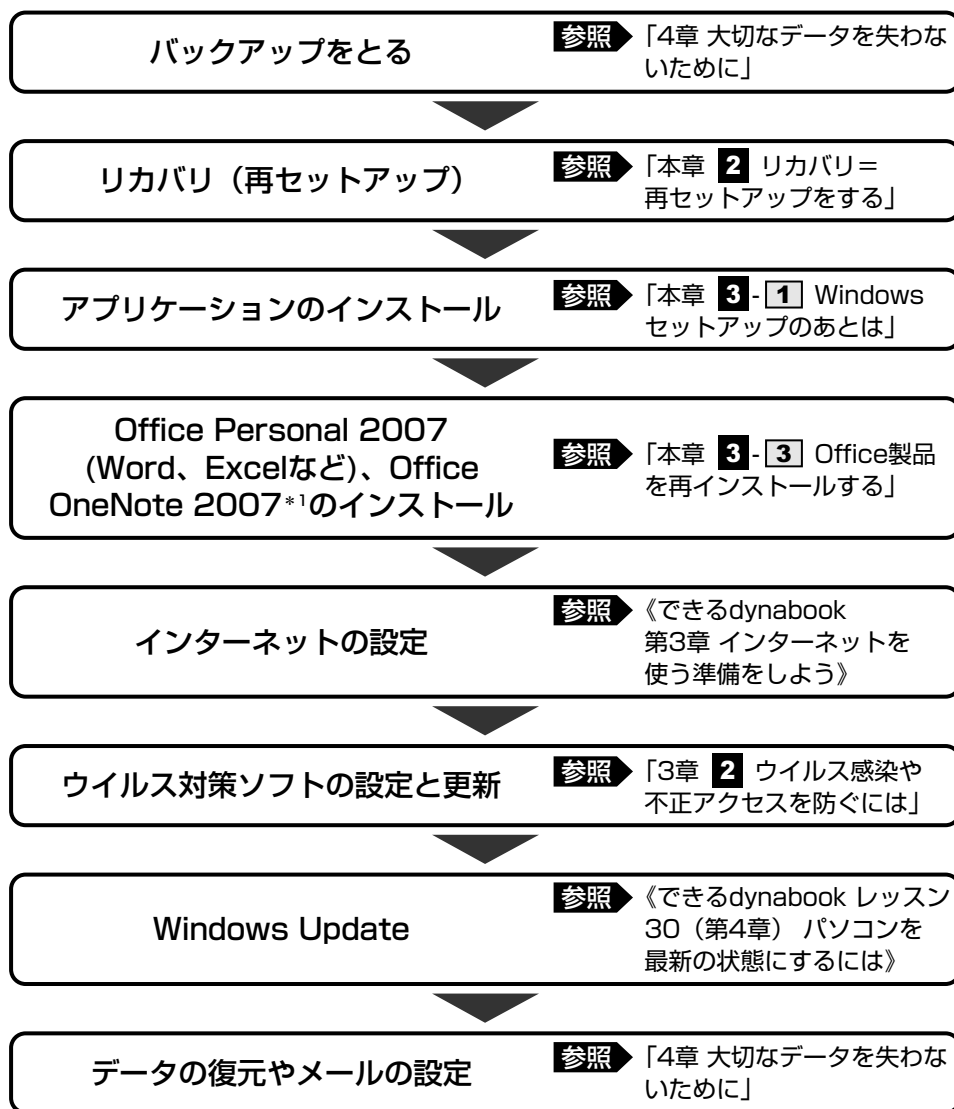 バックアップをとる
参照 「4章 大切なデータを失わな
いために」
リカバリ（再セットアップ）
参照 「本章 2 リカバリ＝
再セットアップをする」
アプリケーションのインストール
参照 「本章 3 - 1 Windows
セットアップのあとは」
Office Personal 2007
(Word、Excelなど)、Office
OneNote 2007*1のインストール
参照 「本章 3 - 3 Office製品
を再インストールする」
インターネットの設定
参照 《できるdynabook
第3章 インターネットを
使う準備をしよう》
ウイルス対策ソフトの設定と更新
参照 「3章 2 ウイルス感染や
不正アクセスを防ぐには」
Windows Update
参照 《できるdynabook レッスン
30（第4章） パソコンを
最新の状態にするには》
データの復元やメールの設定
参照 「4章 大切なデータを失わな
いために」